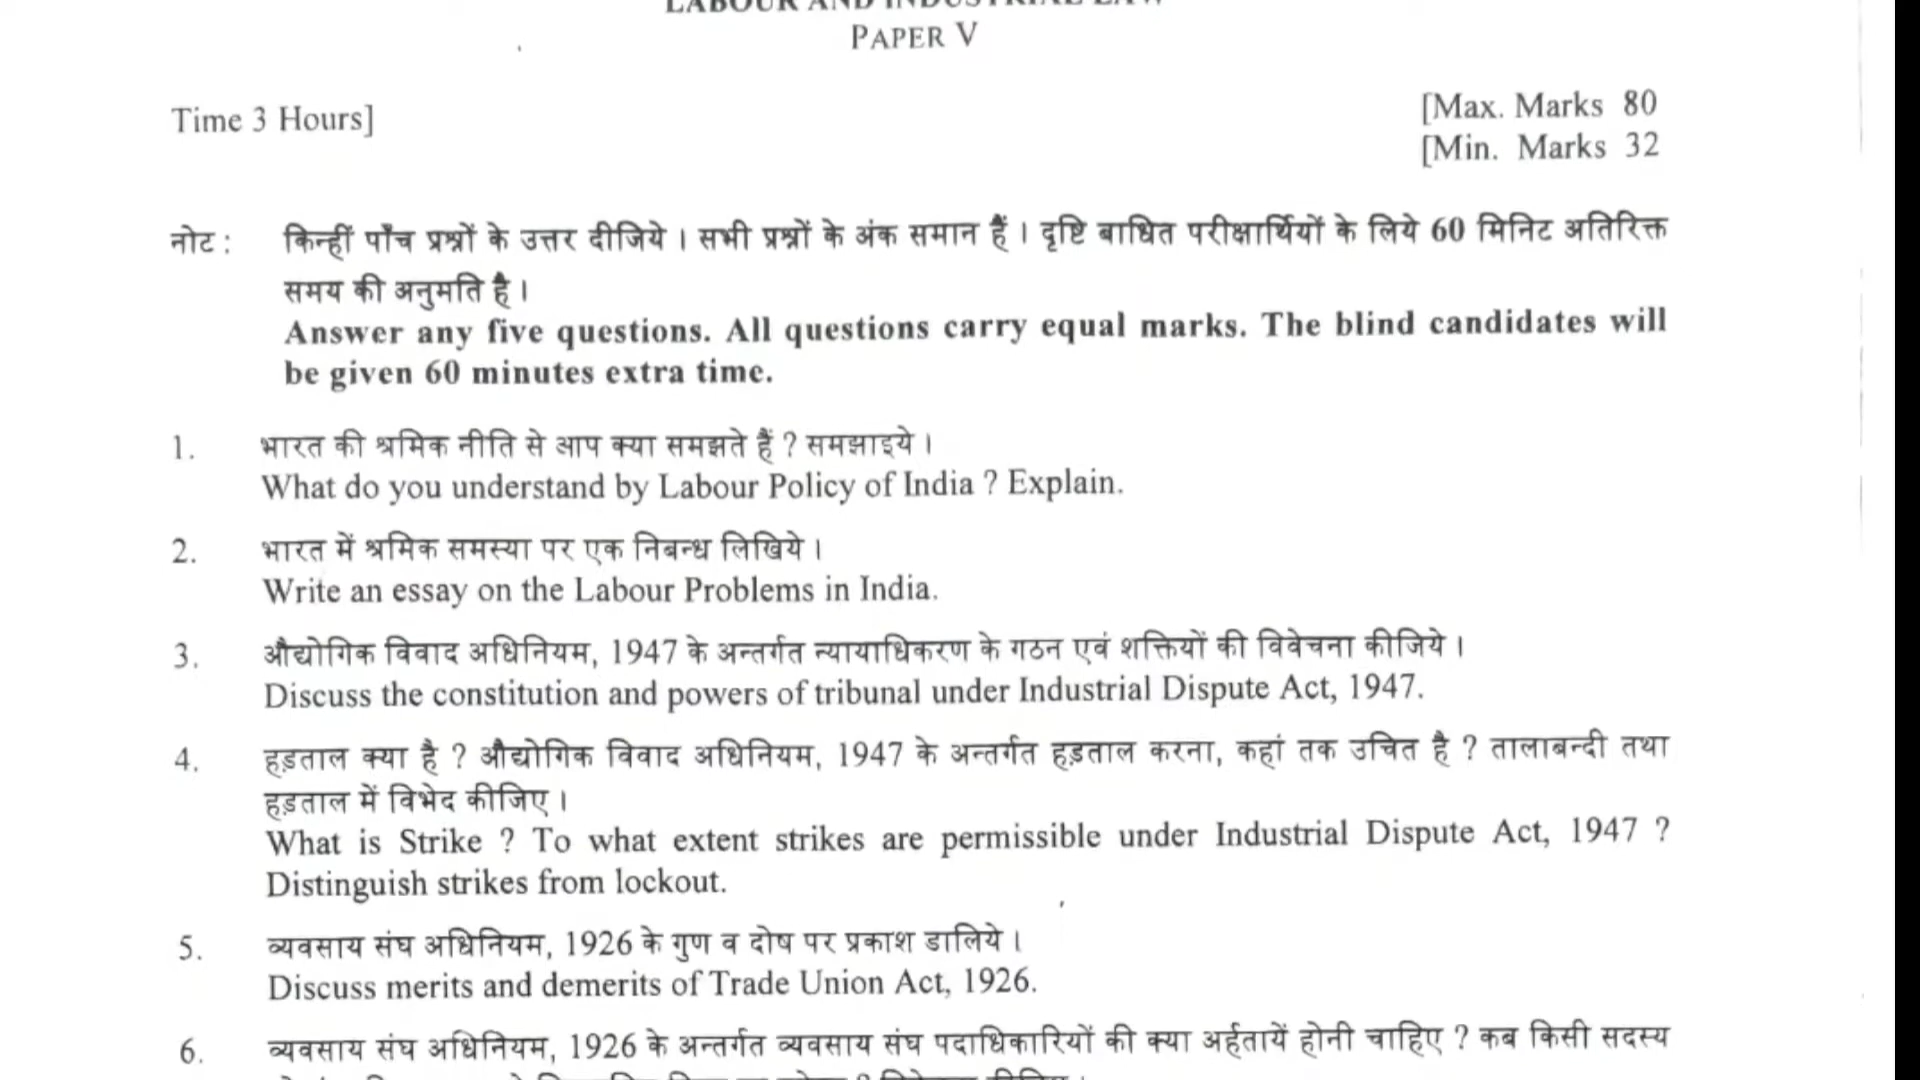 LABOUR AND INDUSTRIAL LAW
PAPER V
Time 3 Hours]
[Max. Marks 80
[Min. Marks 32
नोट : किन्हीं पाँच प्रश्नों के उत्तर दीजिये । सभी प्रश्नों के अंक समान हैं । दृष्टि बाधित परीक्षार्थियों के लिये 60 मिनिट अतिरिक्त
समय की अनुमति है ।
Answer any five questions. All questions carry equal marks. The blind candidates will
be given 60 minutes extra time.
1. भारत की श्रमिक नीति से आप क्या समझते हैं ? समझाइये ।
What do you understand by Labour Policy of India ? Explain.
2. भारत में श्रमिक समस्या पर एक निबन्ध लिखिये ।
Write an essay on the Labour Problems in India.
3. औद्योगिक विवाद अधिनियम, 1947 के अन्तर्गत न्यायाधिकरण के गठन एवं शक्तियों की विवेचना कीजिये ।
Discuss the constitution and powers of tribunal under Industrial Dispute Act, 1947.
4. हड़ताल क्या है ? औद्योगिक विवाद अधिनियम, 1947 के अन्तर्गत हड़ताल करना, कहां तक उचित है ? तालाबन्दी तथा
हड़ताल में विभेद कीजिए ।
What is Strike ? To what extent strikes are permissible under Industrial Dispute Act, 1947 ?
Distinguish strikes from lockout.
5. व्यवसाय संघ अधिनियम, 1926 के गुण व दोष पर प्रकाश डालिये ।
Discuss merits and demerits of Trade Union Act, 1926.
6. व्यवसाय संघ अधिनियम, 1926 के अन्तर्गत व्यवसाय संघ पदाधिकारियों की क्या अर्हतायें होनी चाहिए ? कब किसी सदस्य